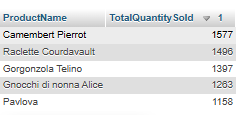 ProductName TotalQuantitySold 1
Camembert Pierrot 1577
Raclette Courdavault 1496
Gorgonzola Telino 1397
Gnocchi di nonna Alice 1263
Pavlova 1158